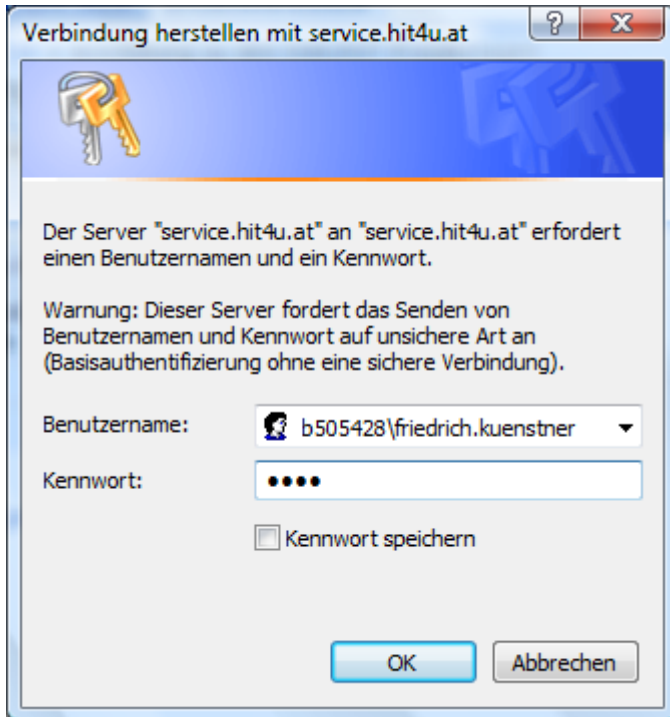 Verbindung herstellen mit service.hit4u.at
Der Server "service.hit4u.at" an "service.hit4u.at" erfordert
einen Benutzernamen und ein Kennwort.
Warnung: Dieser Server fordert das Senden von
Benutzernamen und Kennwort auf unsichere Art an
(Basisauthentifizierung ohne eine sichere Verbindung).
Benutzername: b505428\friedrich.kuenstner
Kennwort: ●●●●
Kennwort speichern
OK Abbrechen